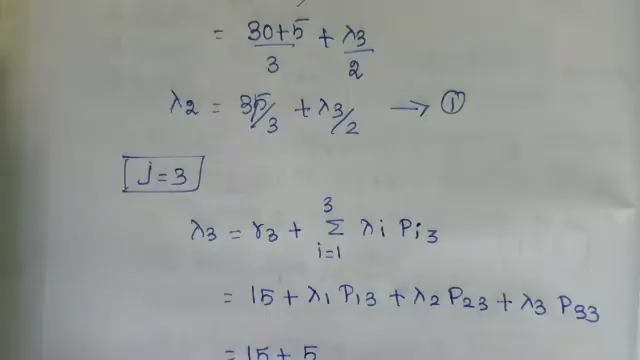 = 30+5/3 + λ3/2
λ2 = 35/3 + λ3/2 → ①
J=3
λ3 = γ3 + Σ_{i=1}^{3} λi Pi3
= 15 + λ1 P13 + λ2 P23 + λ3 P33
= 15 + 5